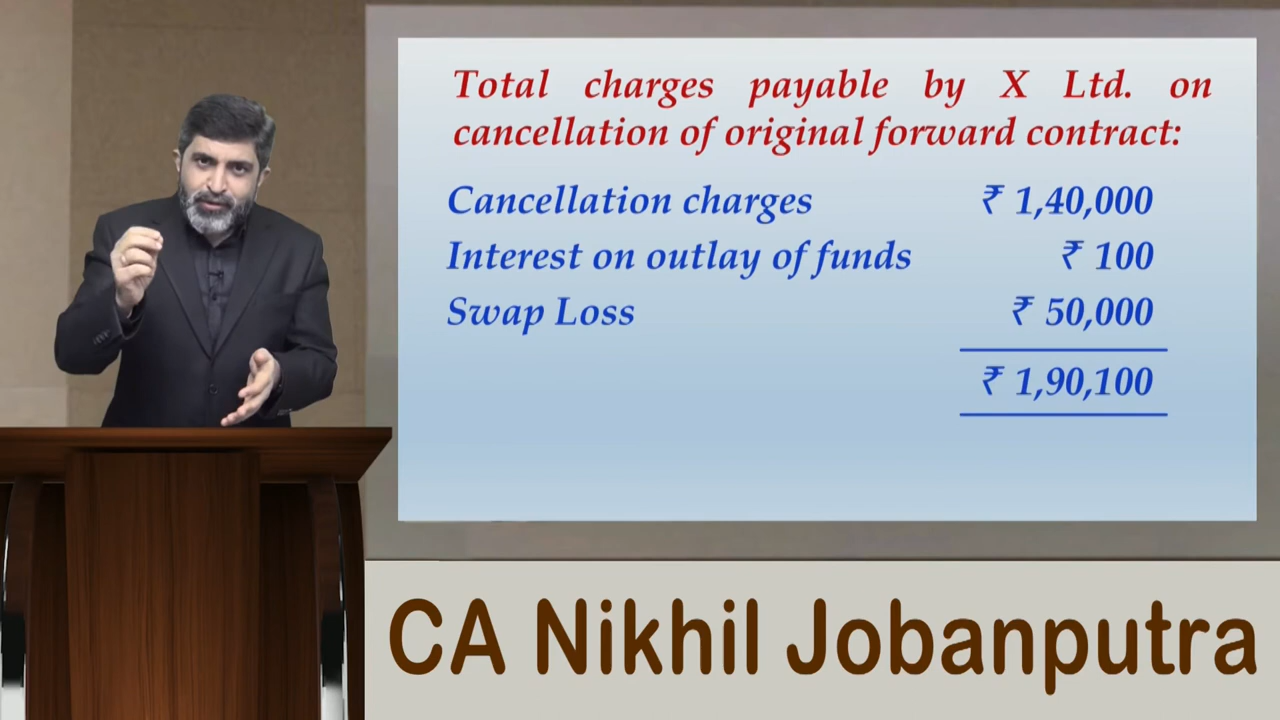 Total charges payable by X Ltd. on
cancellation of original forward contract:
Cancellation charges ₹ 1,40,000
Interest on outlay of funds ₹ 100
Swap Loss ₹ 50,000
₹ 1,90,100
CA Nikhil Jobanputra